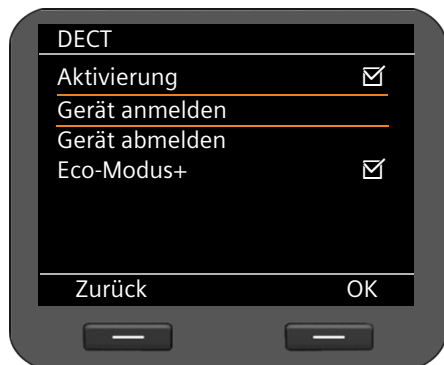 DECT
Aktivierung
Gerät anmelden
Gerät abmelden
Eco-Modus+
Zurück OK